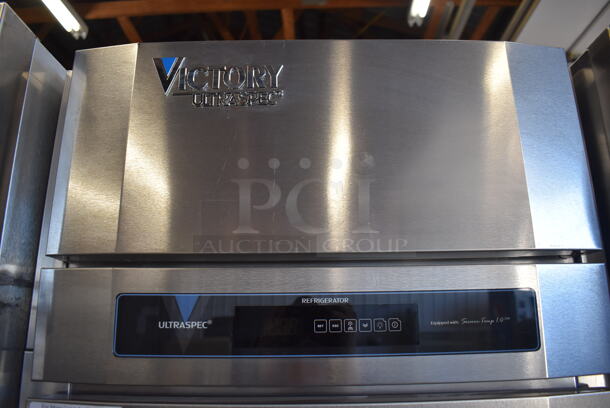 VICTORY
ULTRASPEC
PCI
AUCTION GROUP
REFRIGERATOR
ULTRASPEC®
Equipped with: